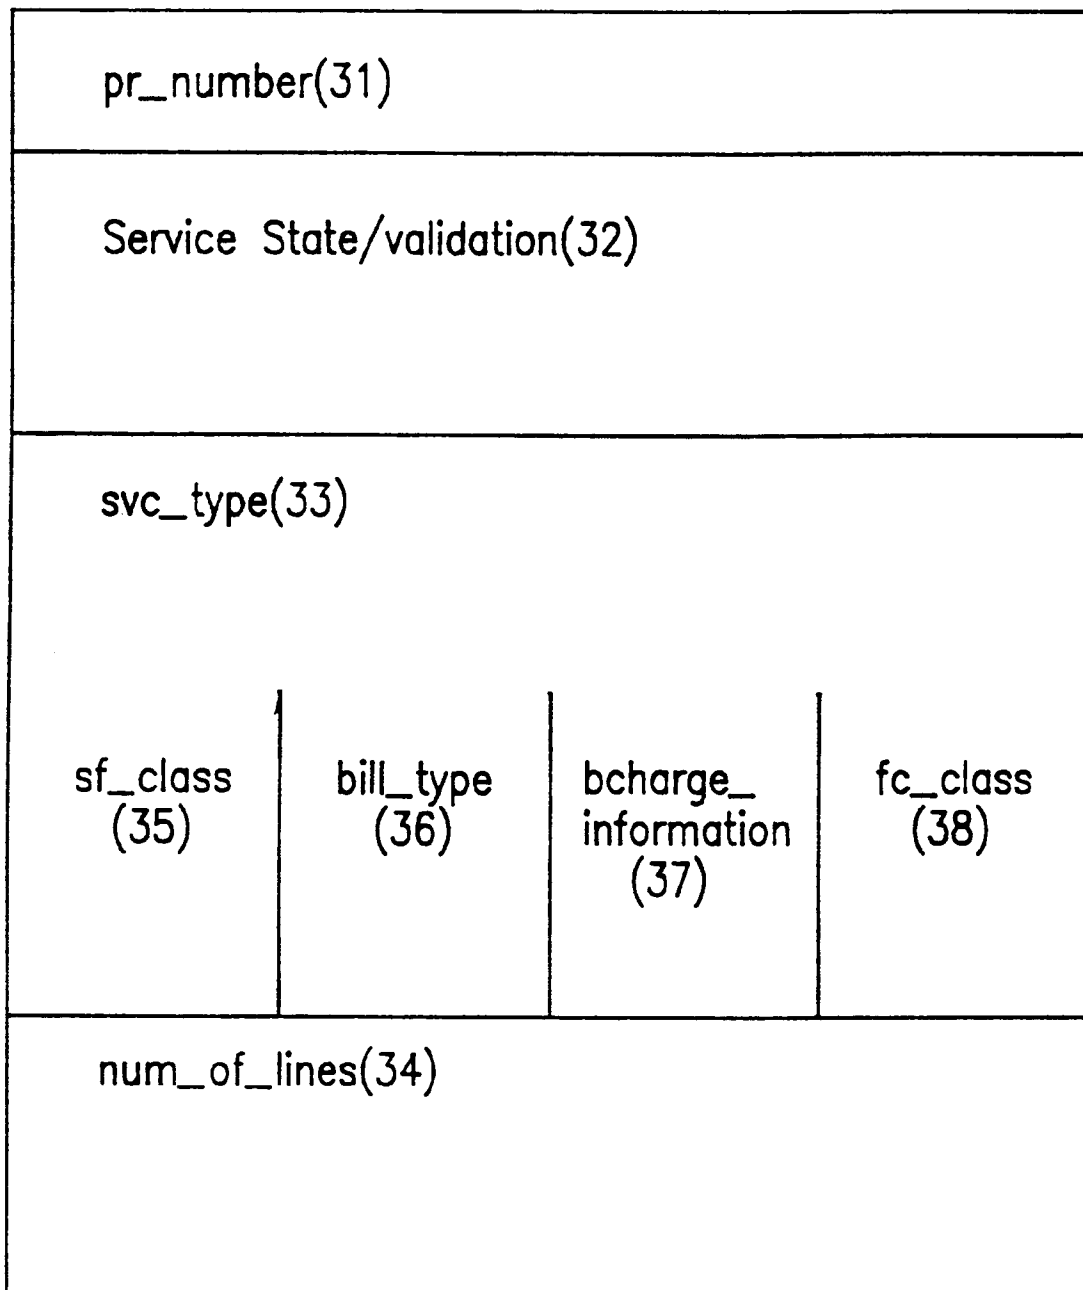 pr_number(31)
Service State/validation(32)
svc_type(33)
sf_class
(35)
bill_type
(36)
bcharge_
information
(37)
fc_class
(38)
num_of_lines(34)